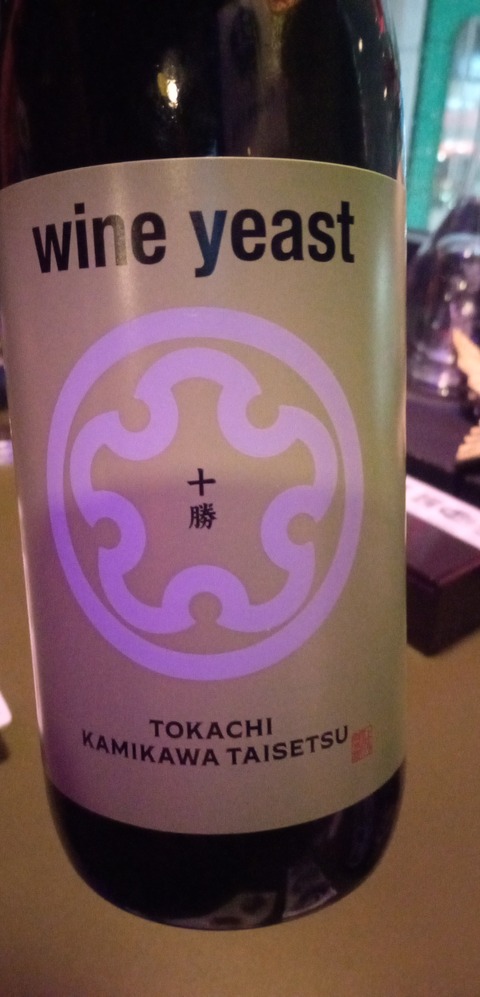 wine yeast
十
勝
TOKACHI
KAMIKAWA TAISETSU